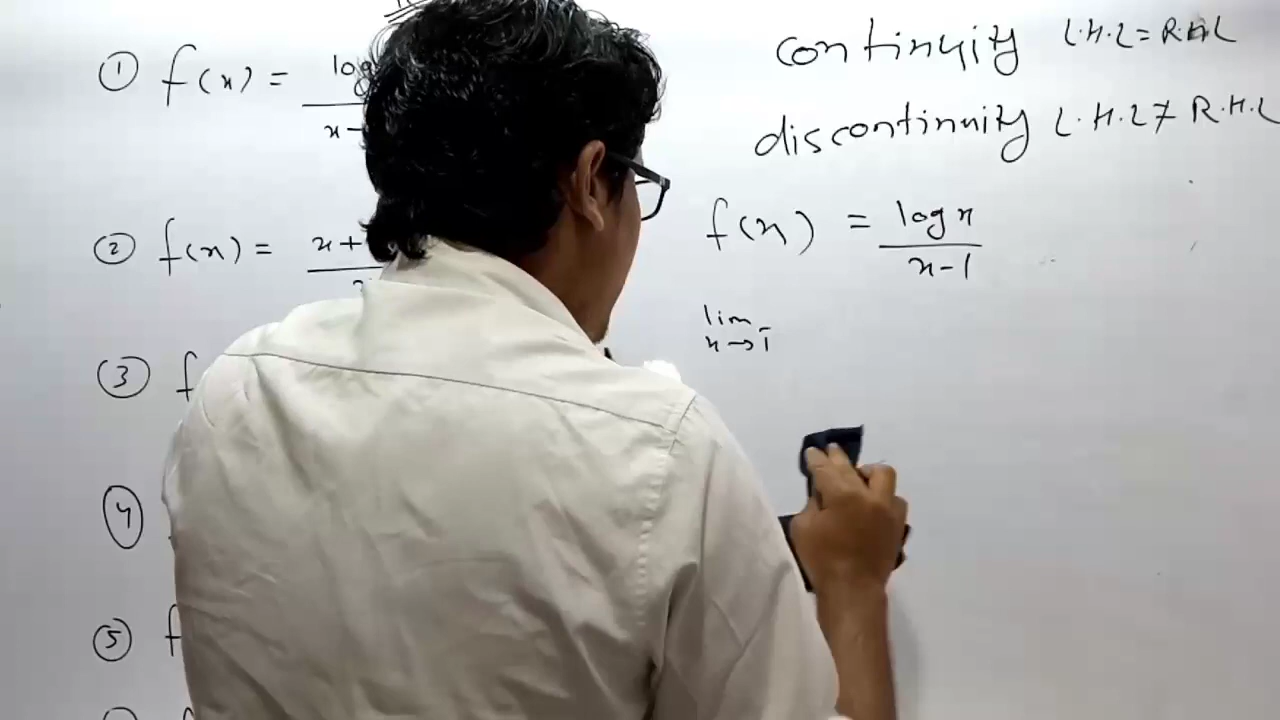 ① f(x) = log
x-
② f(x) = x+
③ f
④
⑤ f
continuity L.H.L = R.H.L
discontinuity L.H.L ≠ R.H.L
f(x) = log x
x-1
lim
x→1⁻